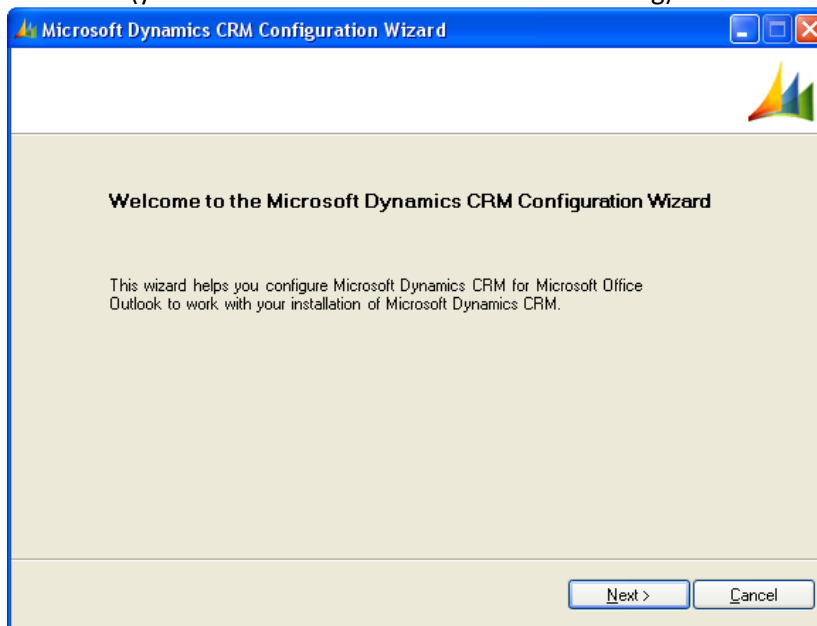 Microsoft Dynamics CRM Configuration Wizard
Welcome to the Microsoft Dynamics CRM Configuration Wizard
This wizard helps you configure Microsoft Dynamics CRM for Microsoft Office
Outlook to work with your installation of Microsoft Dynamics CRM.
Next >
Cancel